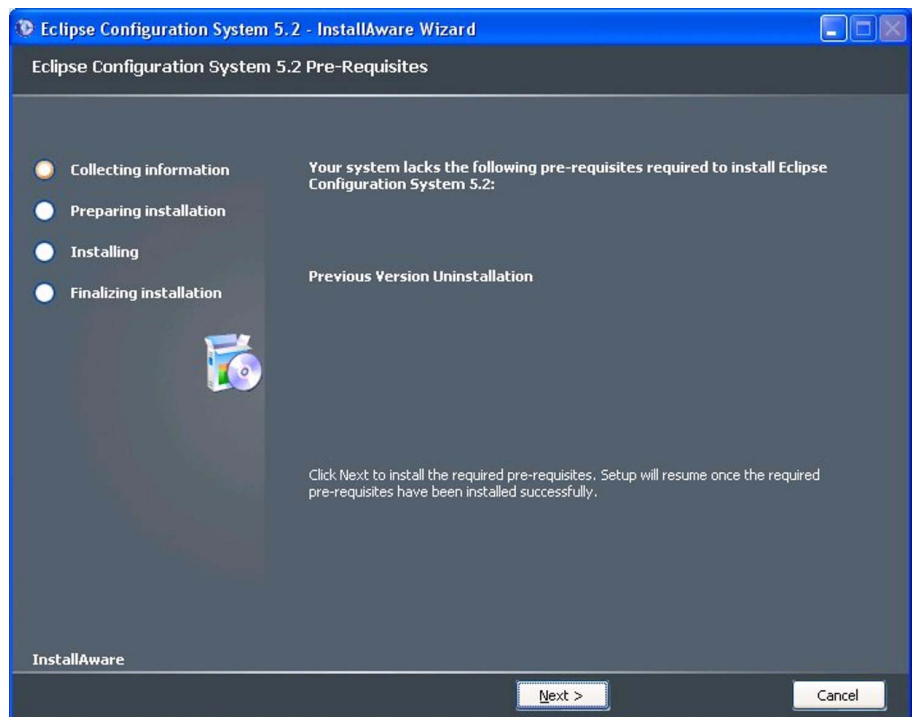 Eclipse Configuration System 5.2 - InstallAware Wizard
Eclipse Configuration System 5.2 Pre-Requisites
Collecting information
Preparing installation
Installing
Finalizing installation
Your system lacks the following pre-requisites required to install Eclipse
Configuration System 5.2:
Previous Version Uninstallation
Click Next to install the required pre-requisites. Setup will resume once the required
pre-requisites have been installed successfully.
InstallAware
Next >
Cancel